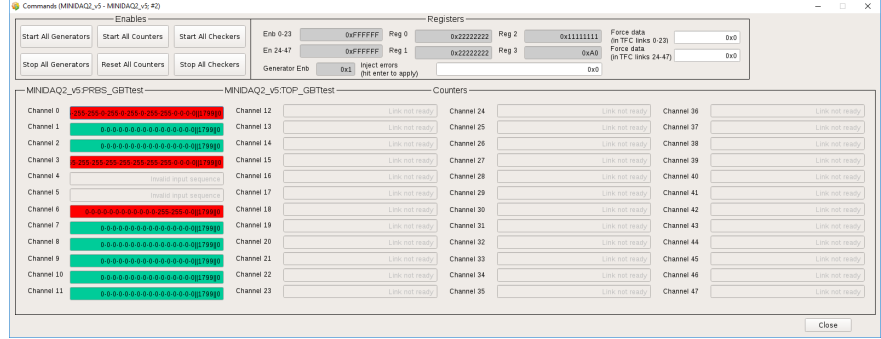 Commands (MINIDAQ2_v5 - MINIDAQ2_v5; #2)
Enables
Registers
Start All Generators Start All Counters Start All Checkers
Stop All Generators Reset All Counters Stop All Checkers
Enb 0-23 0xFFFFFF Reg 0 0x22222222 Reg 2 0x11111111 Force data (in TFC links 0-23) 0x0
En 24-47 0xFFFFFF Reg 1 0x22222222 Reg 3 0xA0 Force data (in TFC links 24-47) 0x0
Generator Enb 0x1 Inject errors (hit enter to apply) 0x0
MINIDAQ2_v5:PRBS_GBTtest MINIDAQ2_v5:TOP_GBTtest Counters
Channel 0 Channel 12 Link not ready Channel 24 Link not ready Channel 36 Link not ready
Channel 1 0-0-0-0-0-0-0-0-0-0-0-0-0-0||1799||0 Channel 13 Link not ready Channel 25 Link not ready Channel 37 Link not ready
Channel 2 0-0-0-0-0-0-0-0-0-0-0-0-0-0||1799||0 Channel 14 Link not ready Channel 26 Link not ready Channel 38 Link not ready
Channel 3 Channel 15 Link not ready Channel 27 Link not ready Channel 39 Link not ready
Channel 4 Invalid input sequence Channel 16 Link not ready Channel 28 Link not ready Channel 40 Link not ready
Channel 5 Invalid input sequence Channel 17 Link not ready Channel 29 Link not ready Channel 41 Link not ready
Channel 6 Channel 18 Link not ready Channel 30 Link not ready Channel 42 Link not ready
Channel 7 0-0-0-0-0-0-0-0-0-0-0-0-0-0||1799||0 Channel 19 Link not ready Channel 31 Link not ready Channel 43 Link not ready
Channel 8 0-0-0-0-0-0-0-0-0-0-0-0-0-0||1799||0 Channel 20 Link not ready Channel 32 Link not ready Channel 44 Link not ready
Channel 9 0-0-0-0-0-0-0-0-0-0-0-0-0-0||1799||0 Channel 21 Link not ready Channel 33 Link not ready Channel 45 Link not ready
Channel 10 0-0-0-0-0-0-0-0-0-0-0-0-0-0||1799||0 Channel 22 Link not ready Channel 34 Link not ready Channel 46 Link not ready
Channel 11 0-0-0-0-0-0-0-0-0-0-0-0-0-0||1799||0 Channel 23 Link not ready Channel 35 Link not ready Channel 47 Link not ready
Close